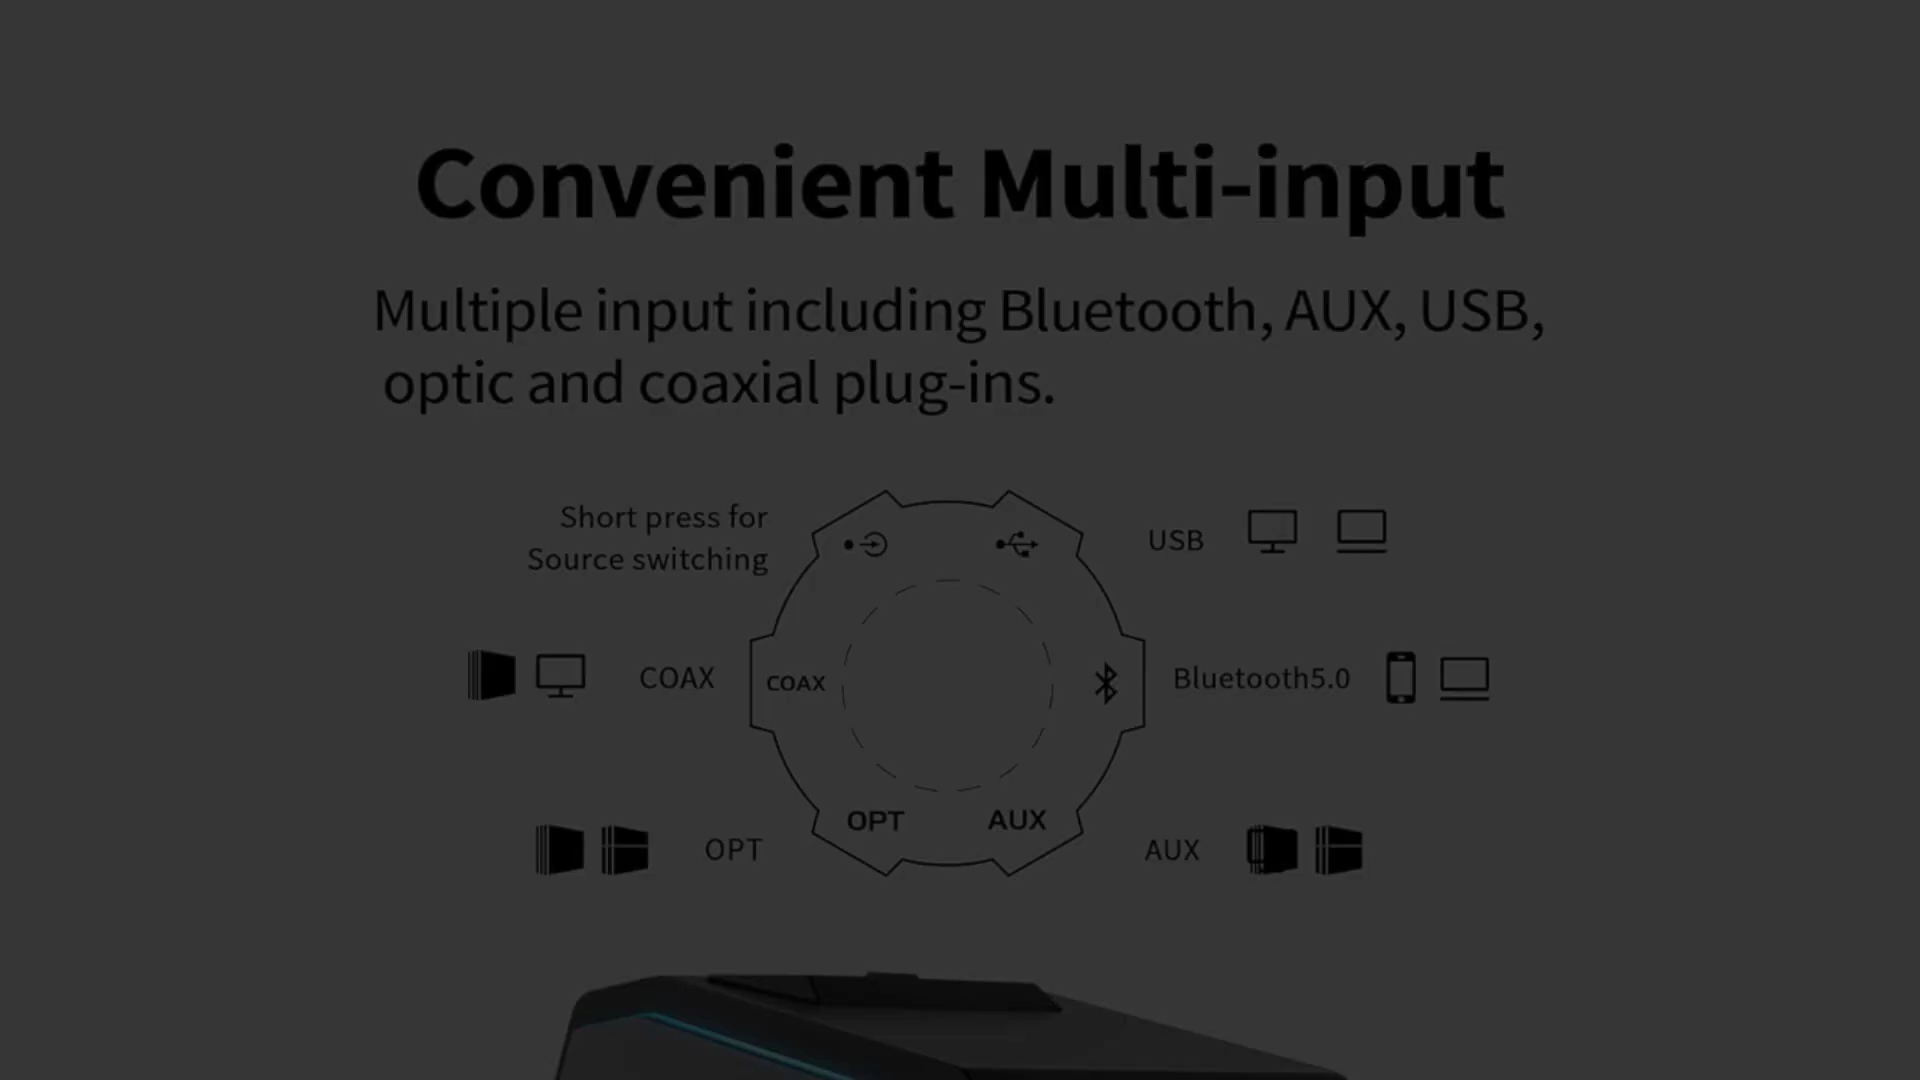 Convenient Multi-input
Multiple input including Bluetooth, AUX, USB,
optic and coaxial plug-ins.
Short press for
Source switching
USB
COAX
COAX
Bluetooth5.0
OPT
OPT
AUX
AUX